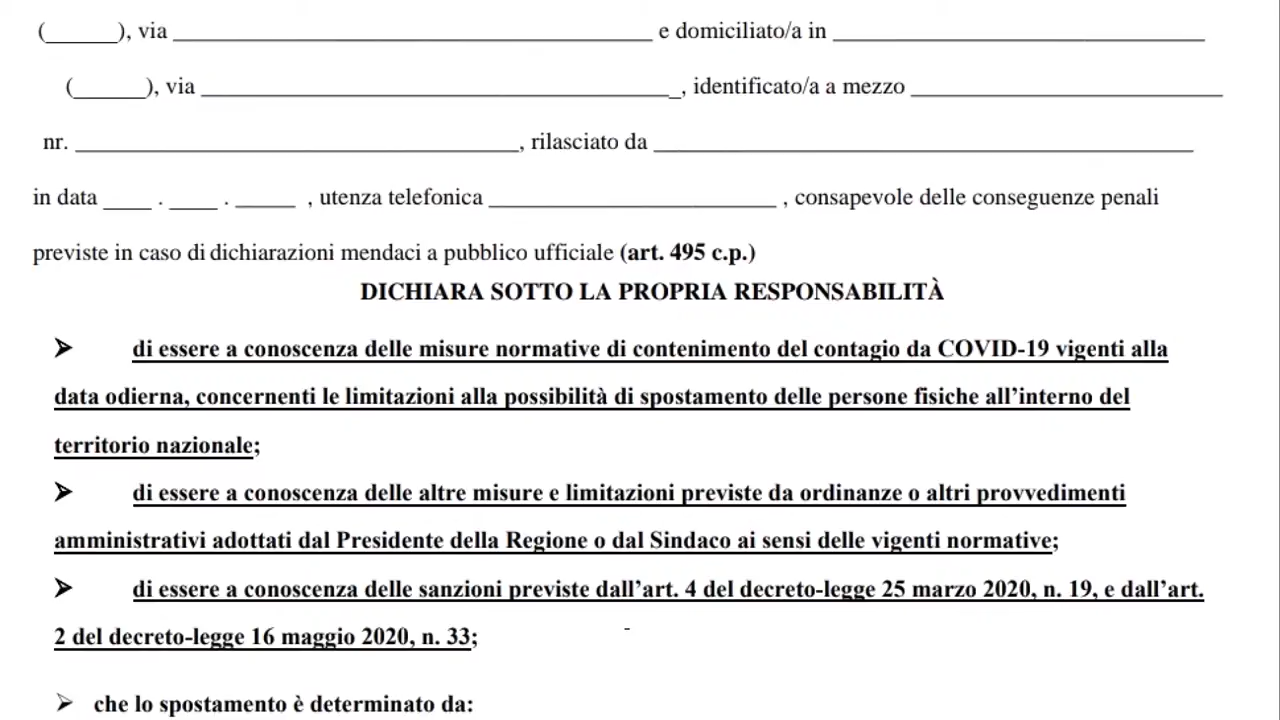 (______), via ________________________________________ e domiciliato/a in _______________________________
(______), via _______________________________________, identificato/a a mezzo __________________________
nr. _____________________________________, rilasciato da _____________________________________________
in data ____ . ____ . _____ , utenza telefonica ________________________ , consapevole delle conseguenze penali
previste in caso di dichiarazioni mendaci a pubblico ufficiale (art. 495 c.p.)
DICHIARA SOTTO LA PROPRIA RESPONSABILITÀ
➢ di essere a conoscenza delle misure normative di contenimento del contagio da COVID-19 vigenti alla
data odierna, concernenti le limitazioni alla possibilità di spostamento delle persone fisiche all’interno del
territorio nazionale;
➢ di essere a conoscenza delle altre misure e limitazioni previste da ordinanze o altri provvedimenti
amministrativi adottati dal Presidente della Regione o dal Sindaco ai sensi delle vigenti normative;
➢ di essere a conoscenza delle sanzioni previste dall’art. 4 del decreto-legge 25 marzo 2020, n. 19, e dall’art.
2 del decreto-legge 16 maggio 2020, n. 33; -
➢ che lo spostamento è determinato da: